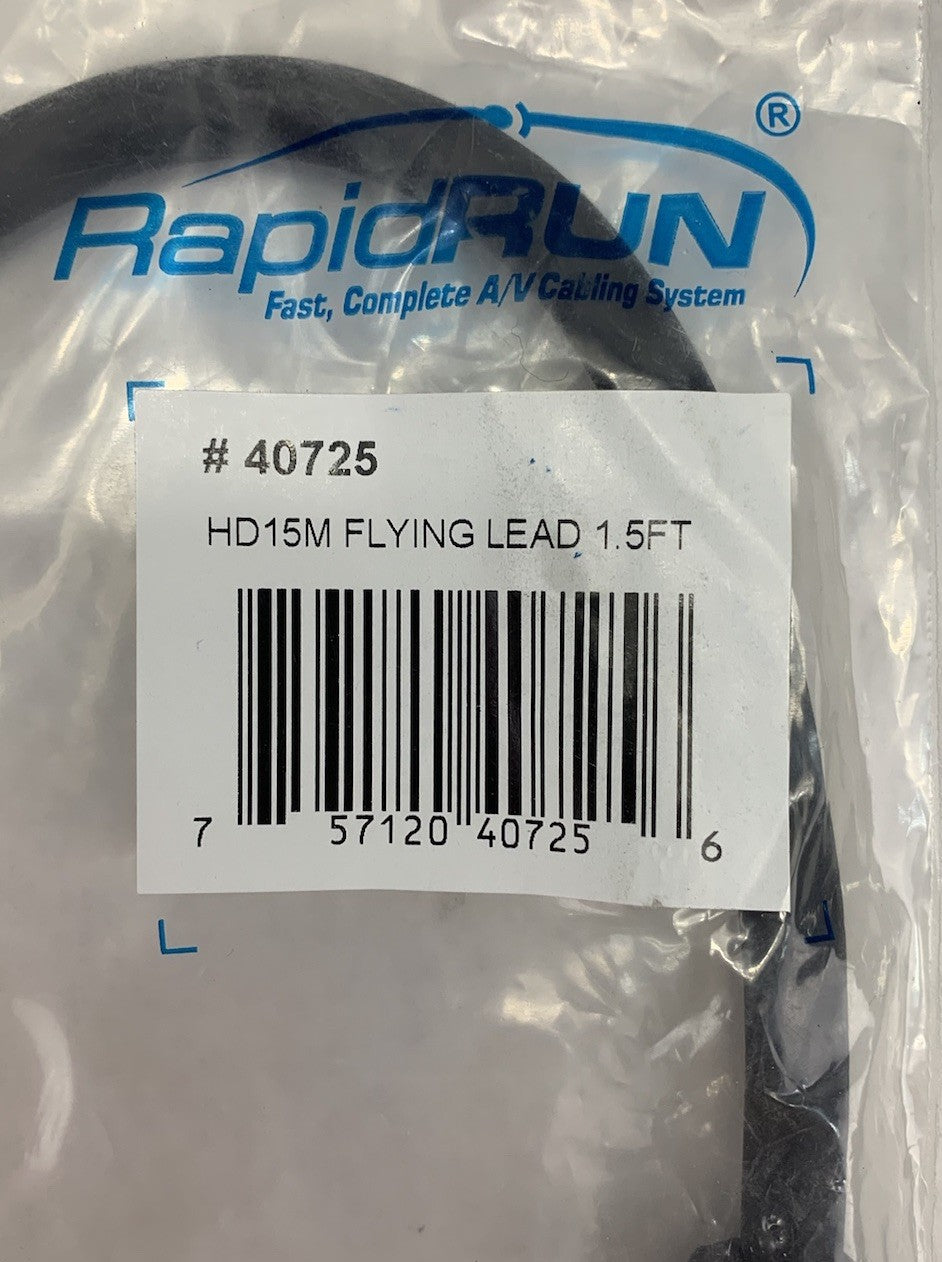 RapidRUN®
Fast, Complete A/V Cabling System
# 40725
HD15M FLYING LEAD 1.5FT
7 57120 40725 6